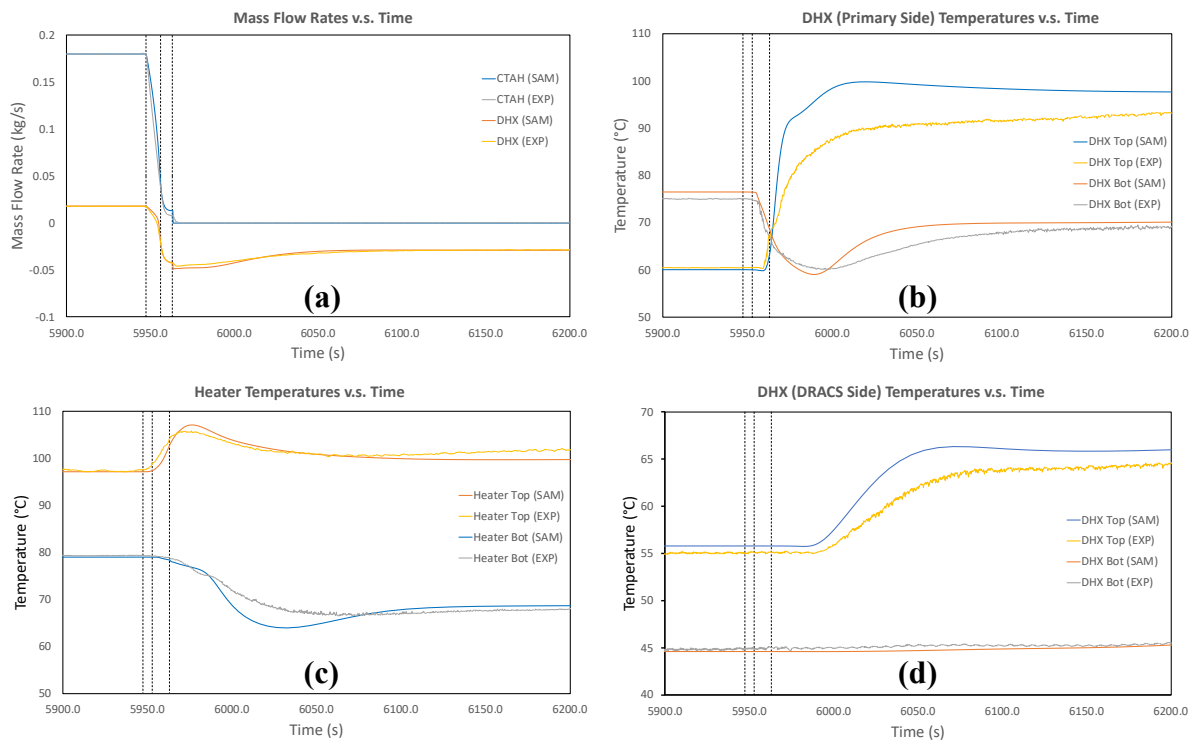 Mass Flow Rates v.s. Time
0.2
0.15
0.1
0.05
0
-0.05
-0.1
Mass Flow Rate (kg/s)
CTAH (SAM)
CTAH (EXP)
DHX (SAM)
DHX (EXP)
(a)
5900.0 5950.0 6000.0 6050.0 6100.0 6150.0 6200.0
Time (s)
DHX (Primary Side) Temperatures v.s. Time
110
100
90
80
70
60
50
Temperature (°C)
DHX Top (SAM)
DHX Top (EXP)
DHX Bot (SAM)
DHX Bot (EXP)
(b)
5900.0 5950.0 6000.0 6050.0 6100.0 6150.0 6200.0
Time (s)
Heater Temperatures v.s. Time
110
100
90
80
70
60
50
Temperature (°C)
Heater Top (SAM)
Heater Top (EXP)
Heater Bot (SAM)
Heater Bot (EXP)
(c)
5900.0 5950.0 6000.0 6050.0 6100.0 6150.0 6200.0
Time (s)
DHX (DRACS Side) Temperatures v.s. Time
70
65
60
55
50
45
40
Temperature (°C)
DHX Top (SAM)
DHX Top (EXP)
DHX Bot (SAM)
DHX Bot (EXP)
(d)
5900.0 5950.0 6000.0 6050.0 6100.0 6150.0 6200.0
Time (s)